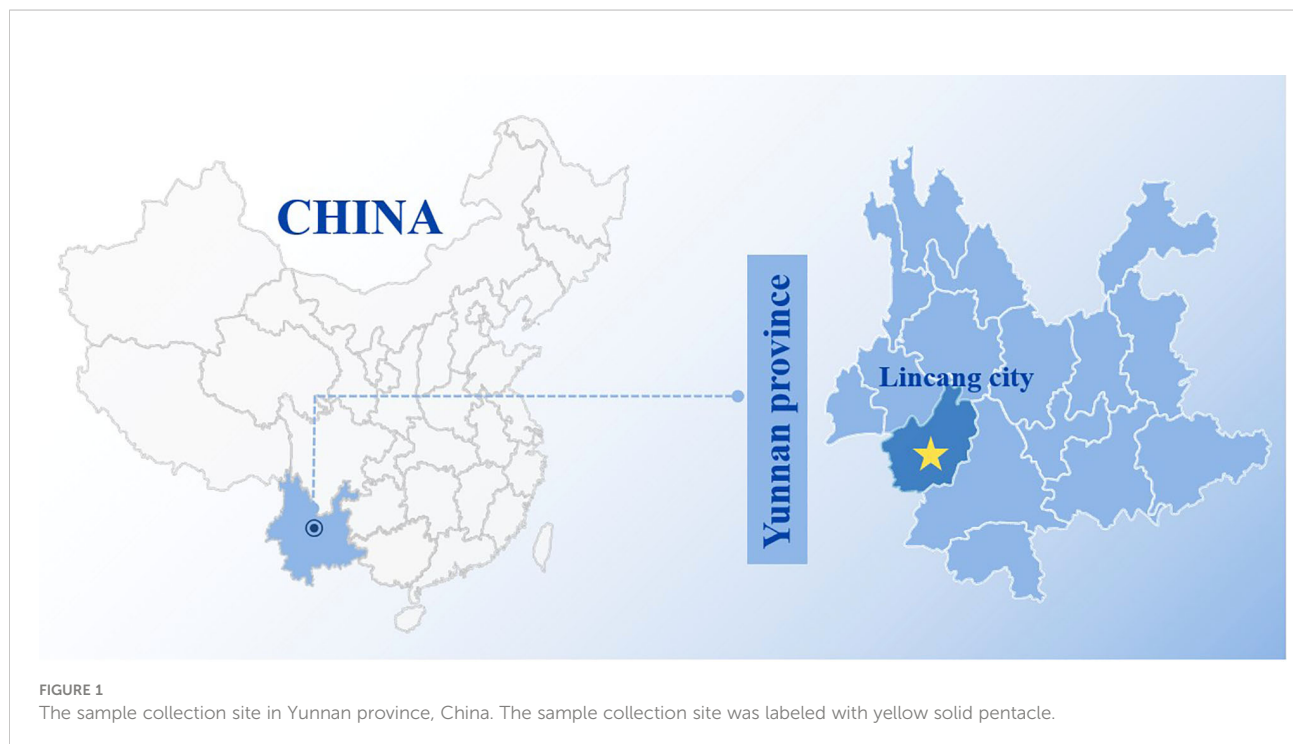 CHINA
Yunnan province
Lincang city
FIGURE 1
The sample collection site in Yunnan province, China. The sample collection site was labeled with yellow solid pentacle.